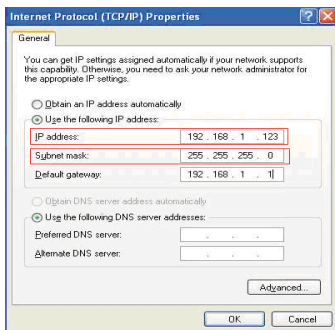 Internet Protocol (TCP/IP) Properties
General
You can get IP settings assigned automatically if your network supports
this capability. Otherwise, you need to ask your network administrator for
the appropriate IP settings.
Obtain an IP address automatically
Use the following IP address:
IP address: 192 . 168 . 1 . 123
Subnet mask: 255 . 255 . 255 . 0
Default gateway: 192 . 168 . 1 . 1
Obtain DNS server address automatically
Use the following DNS server addresses:
Preferred DNS server: . . .
Alternate DNS server: . . .
Advanced...
OK Cancel